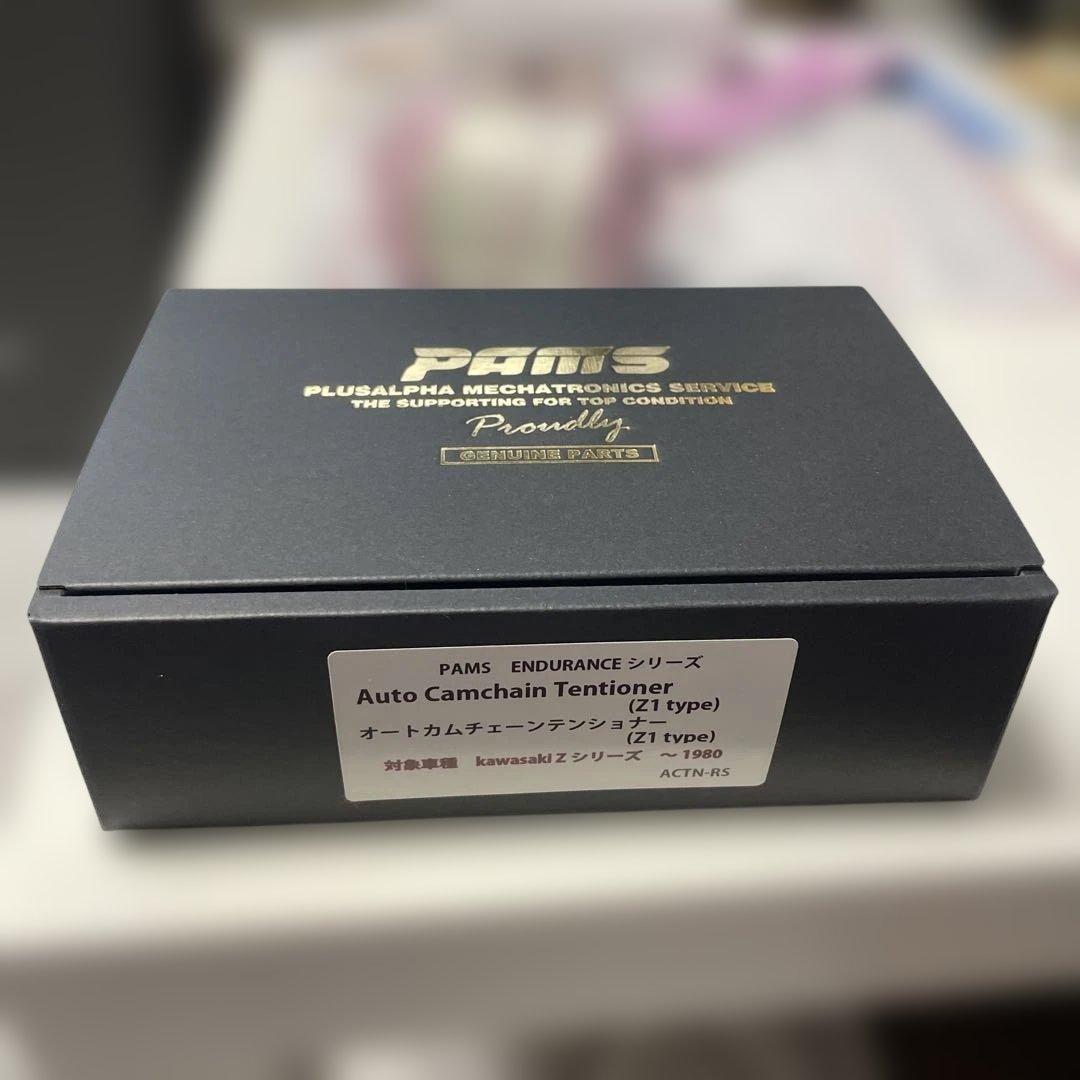 PAMS
PLUSALPHA MECHATRONICS SERVICE
THE SUPPORTING FOR TOP CONDITION
Proudly
GENUINE PARTS
PAMS ENDURANCE シリーズ
Auto Camchain Tentioner
(Z1 type)
オートカムチェーンテンショナー
(Z1 type)
対象車種 kawasaki Z シリーズ ～ 1980
ACTN-RS